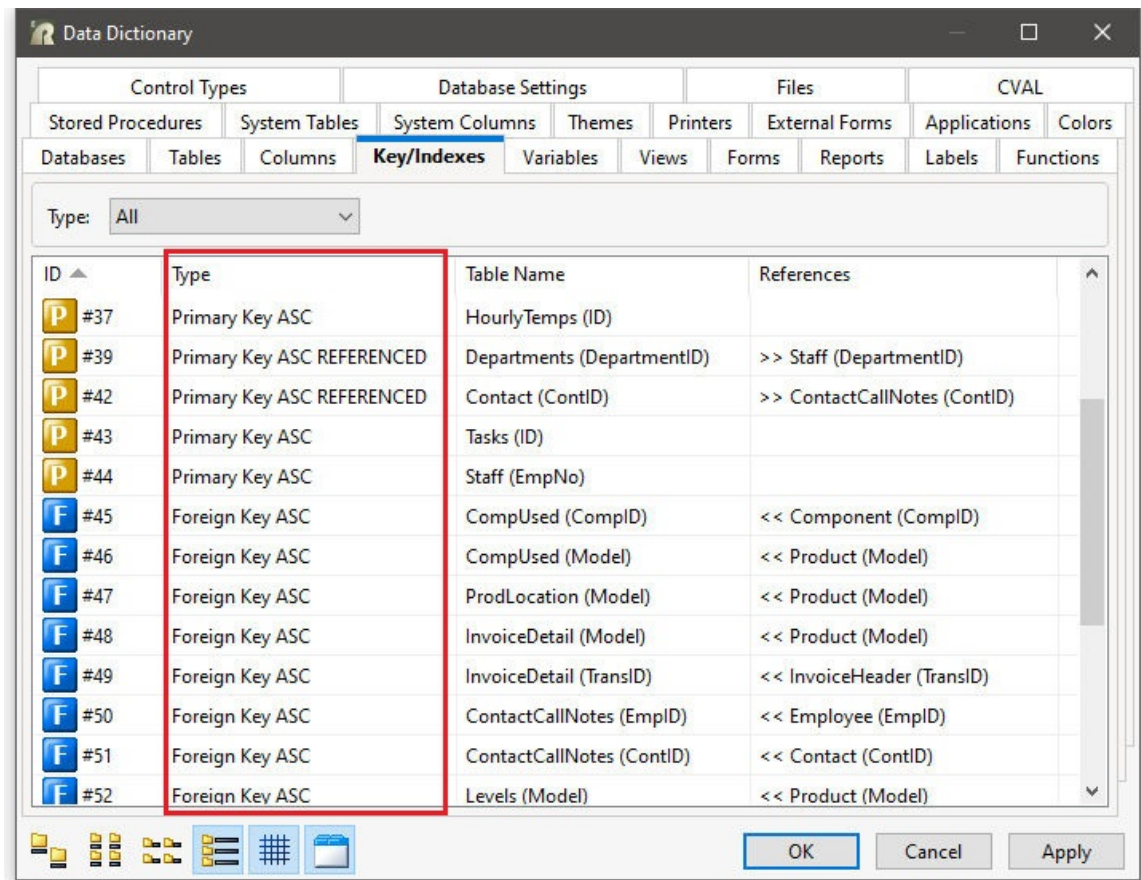 Data Dictionary
Control Types Database Settings Files CVAL
Stored Procedures System Tables System Columns Themes Printers External Forms Applications Colors
Databases Tables Columns Key/Indexes Variables Views Forms Reports Labels Functions
Type: All
ID Type Table Name References
P #37 Primary Key ASC HourlyTemps (ID)
P #39 Primary Key ASC REFERENCED Departments (DepartmentID) >> Staff (DepartmentID)
P #42 Primary Key ASC REFERENCED Contact (ContID) >> ContactCallNotes (ContID)
P #43 Primary Key ASC Tasks (ID)
P #44 Primary Key ASC Staff (EmpNo)
F #45 Foreign Key ASC CompUsed (CompID) << Component (CompID)
F #46 Foreign Key ASC CompUsed (Model) << Product (Model)
F #47 Foreign Key ASC ProdLocation (Model) << Product (Model)
F #48 Foreign Key ASC InvoiceDetail (Model) << Product (Model)
F #49 Foreign Key ASC InvoiceDetail (TransID) << InvoiceHeader (TransID)
F #50 Foreign Key ASC ContactCallNotes (EmpID) << Employee (EmpID)
F #51 Foreign Key ASC ContactCallNotes (ContID) << Contact (ContID)
F #52 Foreign Key ASC Levels (Model) << Product (Model)
OK Cancel Apply